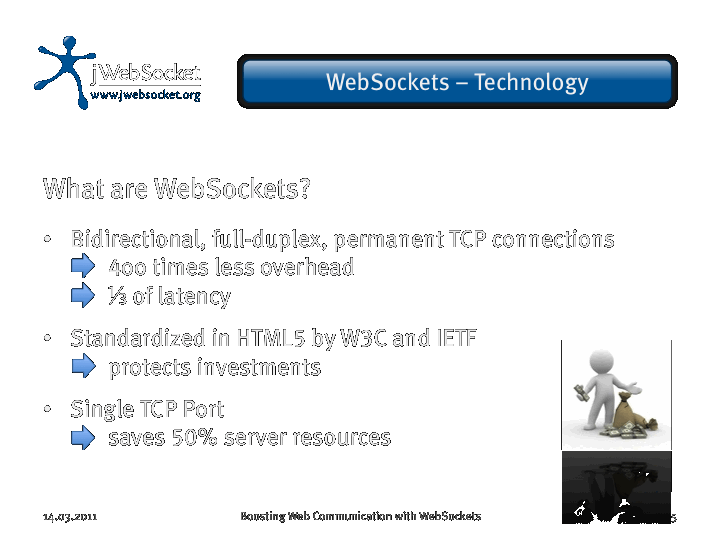 jWebSocket
www.jwebsocket.org
WebSockets – Technology
What are WebSockets?
• Bidirectional, full-duplex, permanent TCP connections
400 times less overhead
⅓ of latency
• Standardized in HTML5 by W3C and IETF
protects investments
• Single TCP Port
saves 50% server resources
14.03.2011 Boosting Web Communication with WebSockets 5